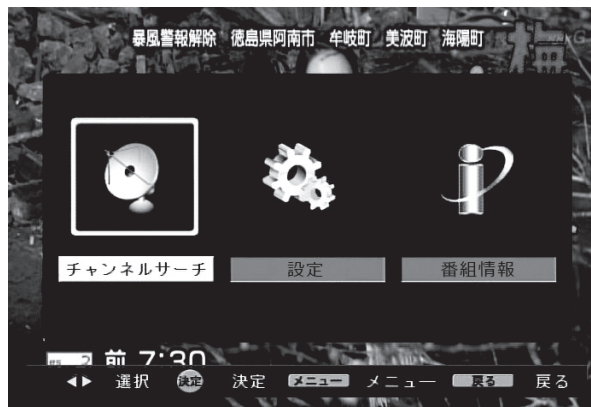 暴風警報解除 徳島県阿南市 牟岐町 美波町 海陽町
梅
G
チャンネルサーチ 設定 番組情報
2 前 7:30
選択 決定 決定 メニュー メニュー 戻る 戻る